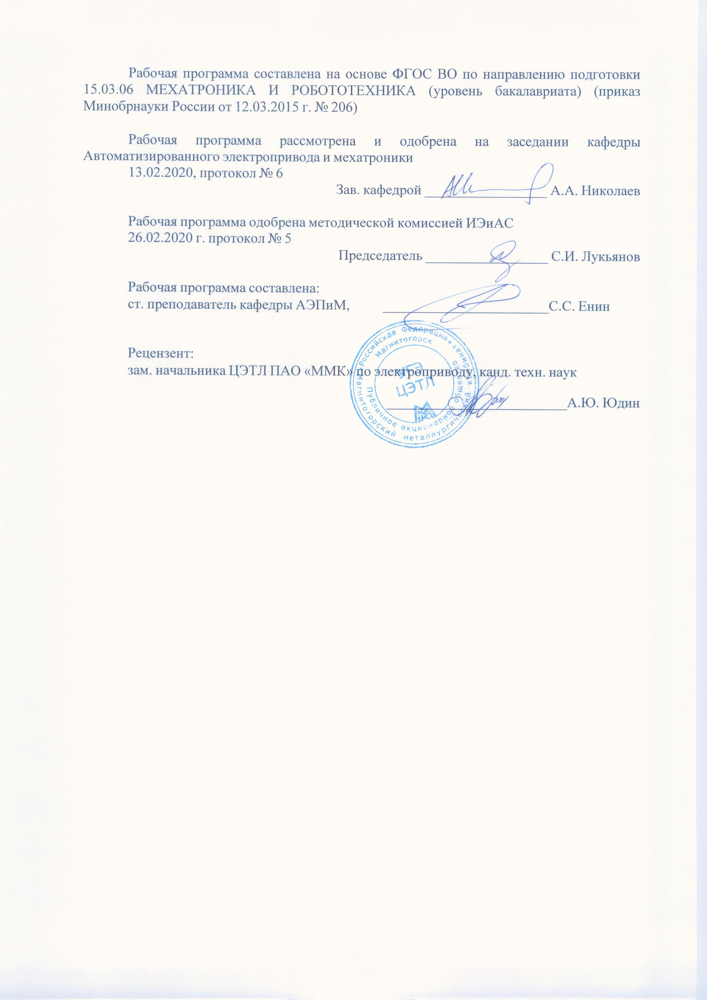 Рабочая программа составлена на основе ФГОС ВО по направлению подготовки
15.03.06 МЕХАТРОНИКА И РОБОТОТЕХНИКА (уровень бакалавриата) (приказ
Минобрнауки России от 12.03.2015 г. № 206)
Рабочая программа рассмотрена и одобрена на заседании кафедры
Автоматизированного электропривода и мехатроники
13.02.2020, протокол № 6
Зав. кафедрой А.А. Николаев
Рабочая программа одобрена методической комиссией ИЭиАС
26.02.2020 г. протокол № 5
Председатель С.И. Лукьянов
Рабочая программа составлена:
ст. преподаватель кафедры АЭПиМ, С.С. Енин
Рецензент:
зам. начальника ЦЭТЛ ПАО «ММК» по электроприводу, канд. техн. наук
А.Ю. Юдин
Российская Федерация * Магнитогорский металлургический комбинат *
Магнитогорск
Публичное акционерное общество
УГЭ
ЦЭТЛ